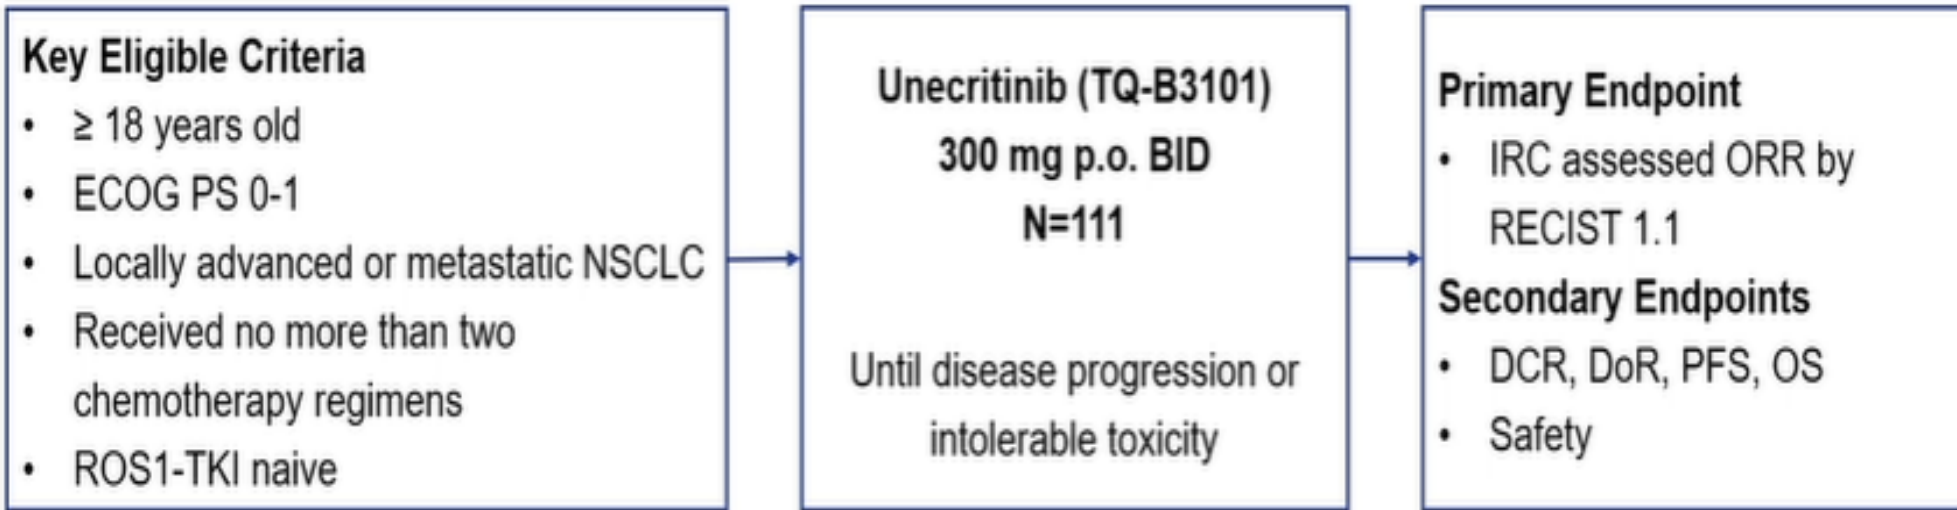 Key Eligible Criteria
• ≥ 18 years old
• ECOG PS 0-1
• Locally advanced or metastatic NSCLC
• Received no more than two
chemotherapy regimens
• ROS1-TKI naive
Unecritinib (TQ-B3101)
300 mg p.o. BID
N=111
Until disease progression or
intolerable toxicity
Primary Endpoint
• IRC assessed ORR by
RECIST 1.1
Secondary Endpoints
• DCR, DoR, PFS, OS
• Safety